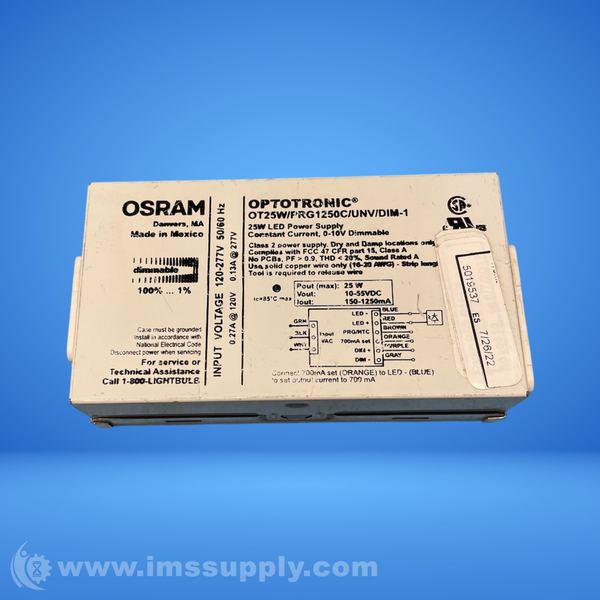 OSRAM
Danvers, MA
Made in Mexico
dimmable
100% ... 1%
Case must be grounded
Install in accordance with
National Electrical Code
Disconnect power when servicing
For service or
Technical Assistance
Call 1-800-LIGHTBULB
INPUT VOLTAGE 120-277V 50/60 Hz
0.27A @ 120V 0.13A @ 277V
OPTOTRONIC®
OT25W/PRG1250C/UNV/DIM-1
25W LED Power Supply
Constant Current, 0-10V Dimmable
Class 2 power supply. Dry and Damp locations only
Complies with FCC 47 CFR part 15, Class A
No PCBs, PF > 0.9, THD < 20%, Sound Rated A
Use solid copper wire only (16-20 AWG) - Strip leng
Tool is required to release wire
tc=85°C max
Pout (max): 25 W
Vout: 10-55VDC
Iout: 150-1250mA
GRN
BLK
WHT
Input
VAC
LED -
LED +
PRG/NTC
700mA set
DIM +
DIM -
BLUE
RED
BROWN
ORANGE
PURPLE
GRAY
Connect 700mA set (ORANGE) to LED - (BLUE)
to set output current to 700 mA
5019537 ES 7/26/22
www.imssupply.com